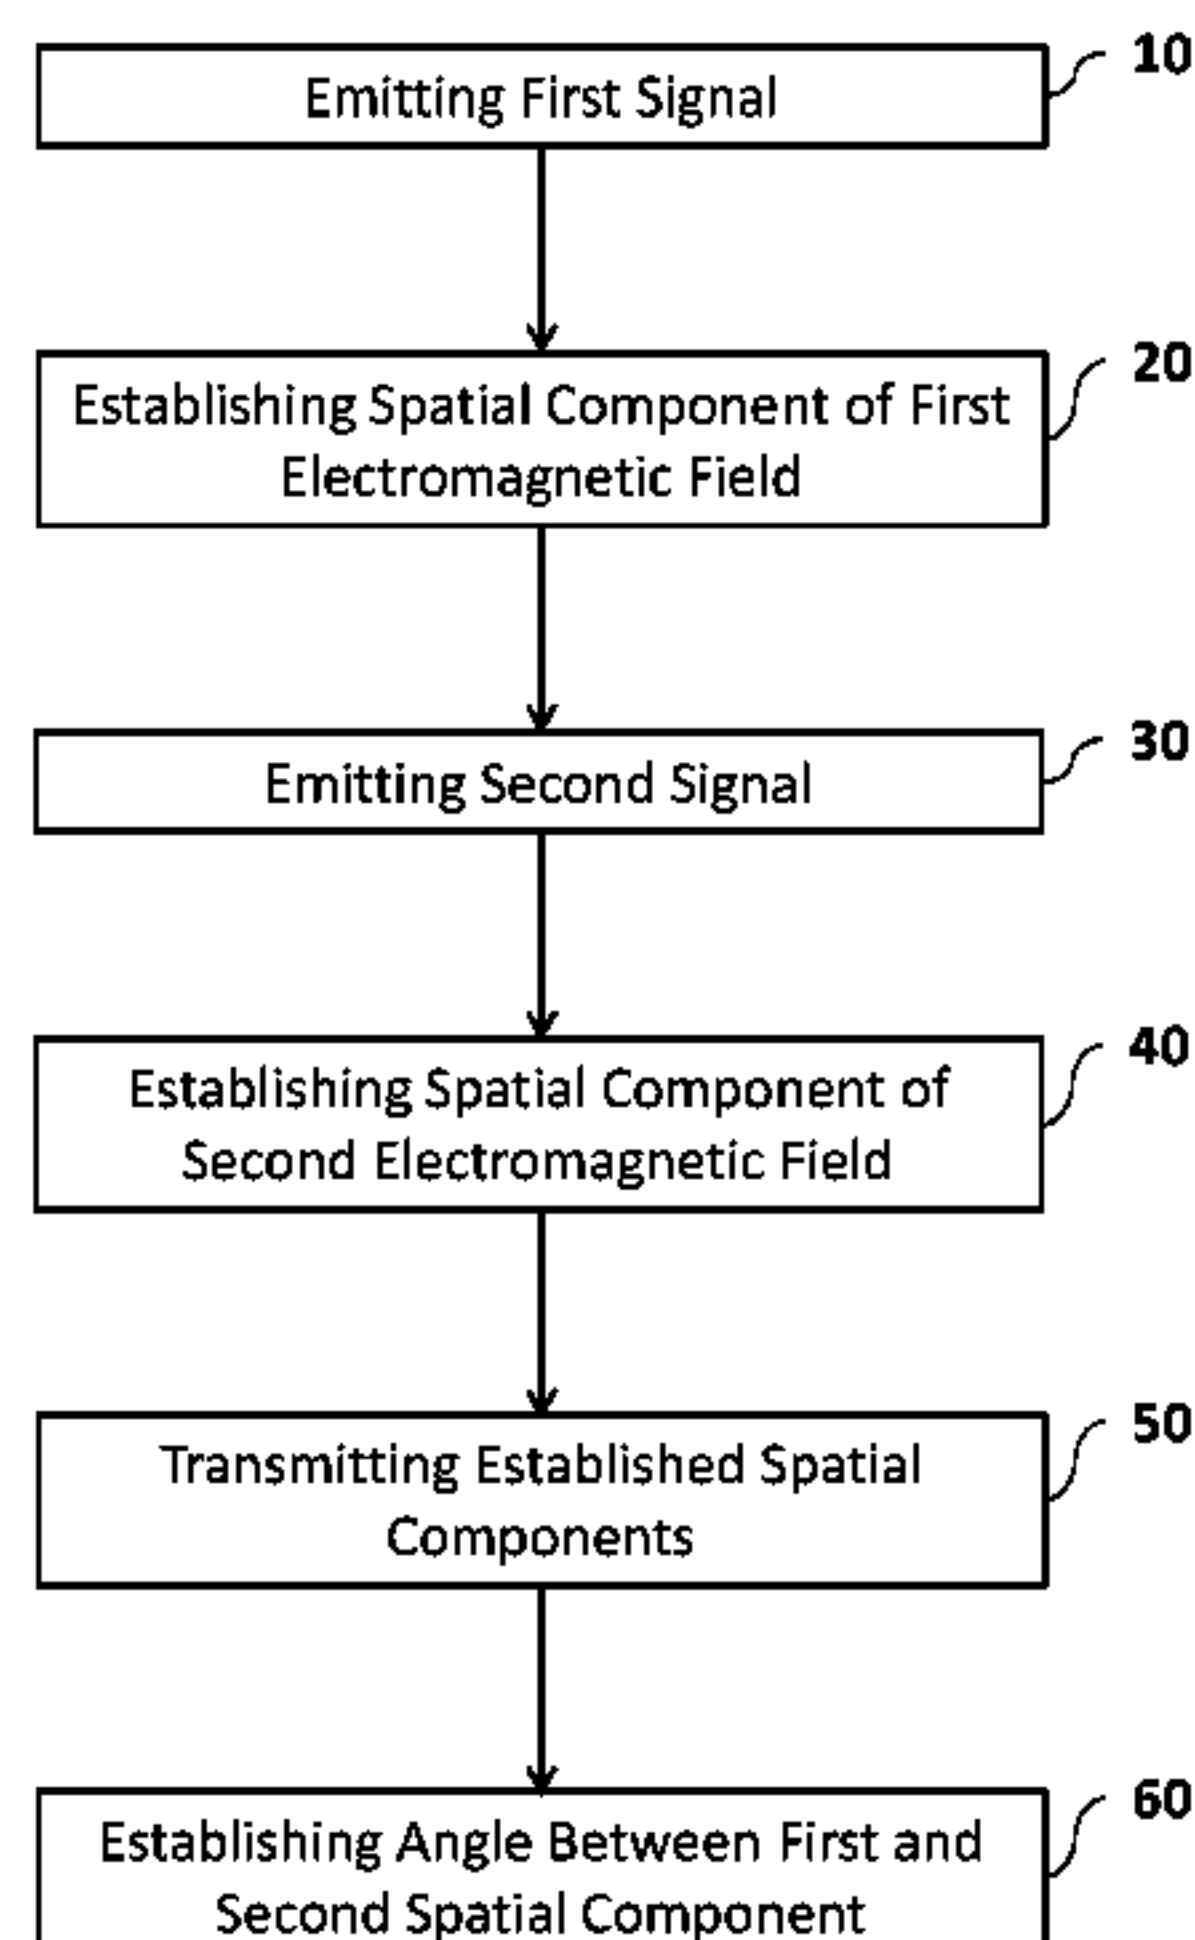 10
Emitting First Signal
20
Establishing Spatial Component of First
Electromagnetic Field
30
Emitting Second Signal
40
Establishing Spatial Component of
Second Electromagnetic Field
50
Transmitting Established Spatial
Components
60
Establishing Angle Between First and
Second Spatial Component